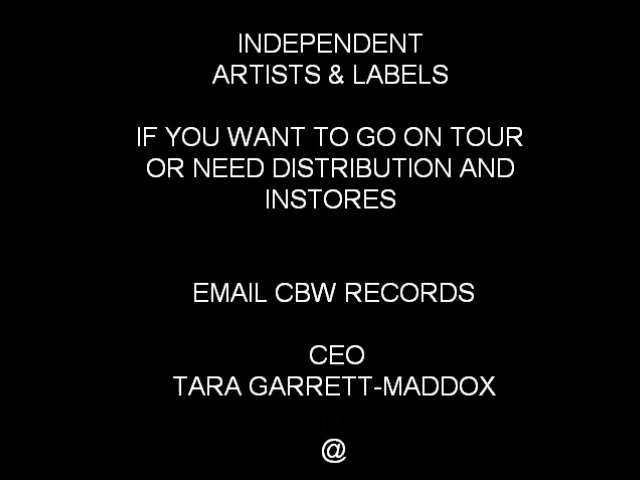 INDEPENDENT
ARTISTS & LABELS
IF YOU WANT TO GO ON TOUR
OR NEED DISTRIBUTION AND
INSTORES
EMAIL CBW RECORDS
CEO
TARA GARRETT-MADDOX
@